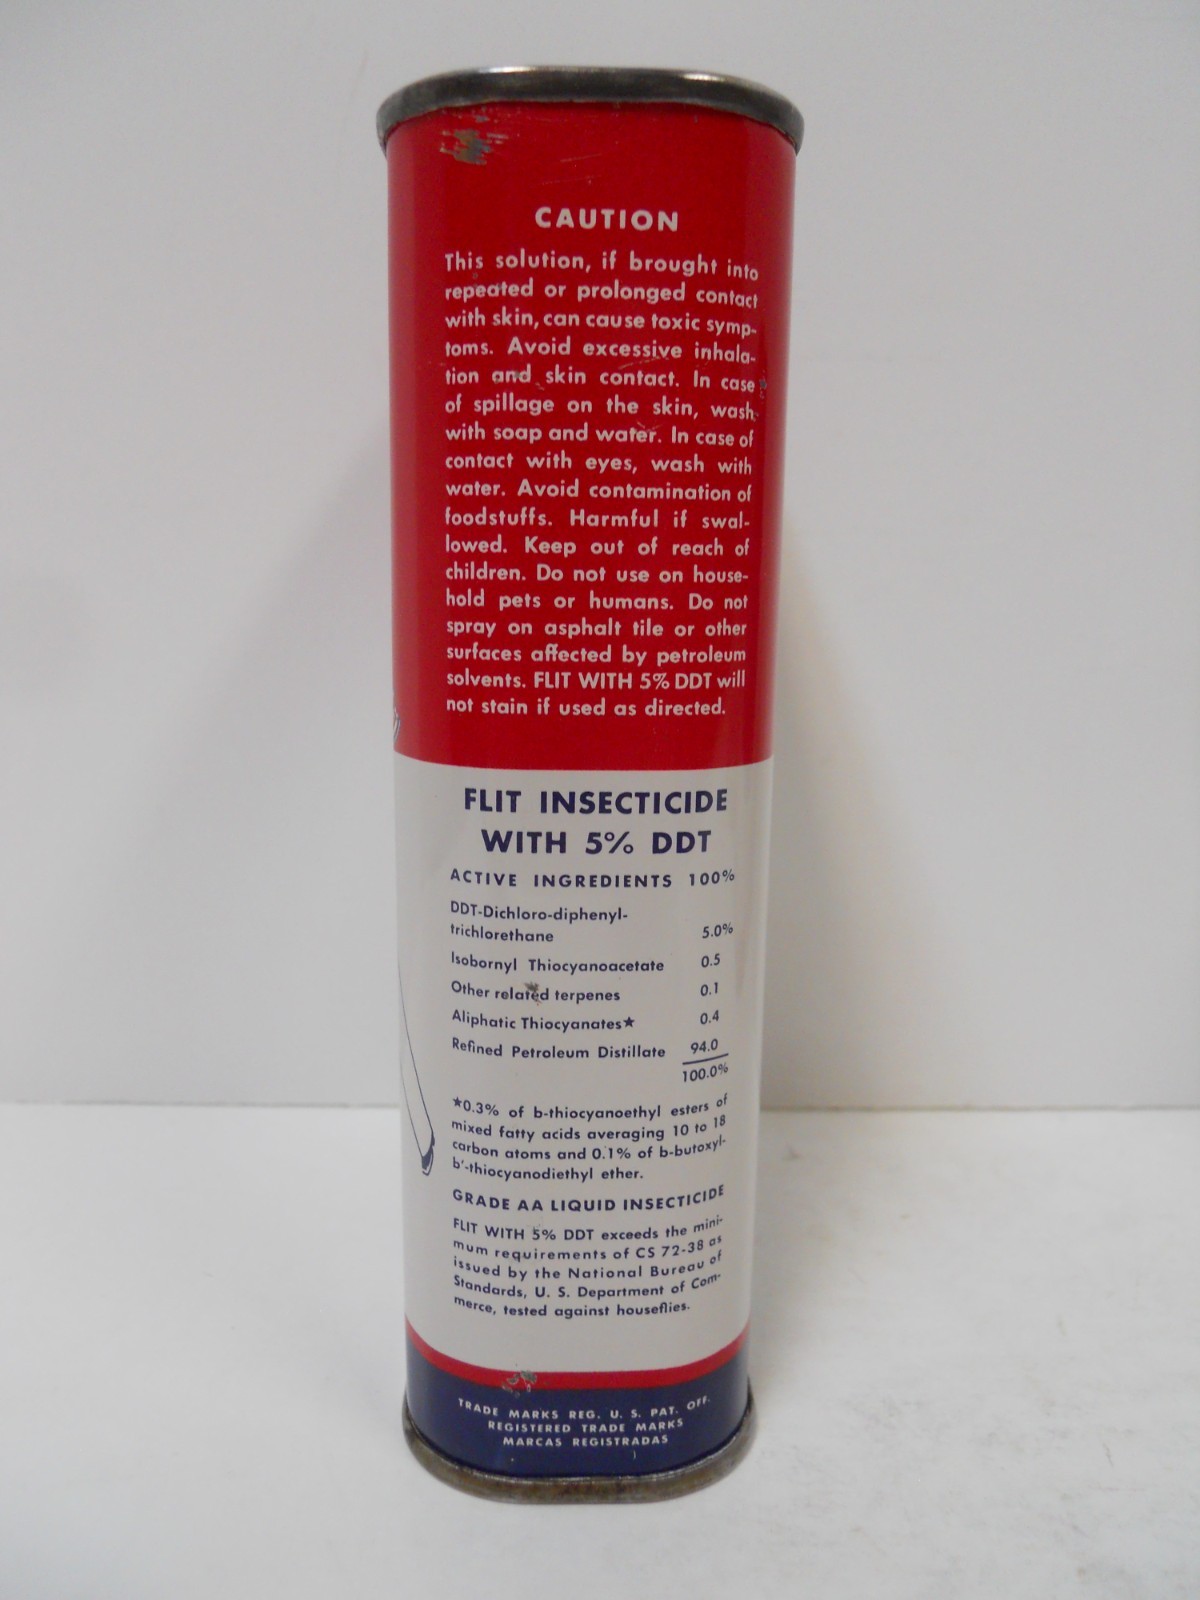 CAUTION
This solution, if brought into
repeated or prolonged contact
with skin, can cause toxic symp-
toms. Avoid excessive inhala-
tion and skin contact. In case
of spillage on the skin, wash
with soap and water. In case of
contact with eyes, wash with
water. Avoid contamination of
foodstuffs. Harmful if swal-
lowed. Keep out of reach of
children. Do not use on house-
hold pets or humans. Do not
spray on asphalt tile or other
surfaces affected by petroleum
solvents. FLIT WITH 5% DDT will
not stain if used as directed.
FLIT INSECTICIDE
WITH 5% DDT
ACTIVE INGREDIENTS 100%
DDT-Dichloro-diphenyl-
trichlorethane 5.0%
Isobornyl Thiocyanoacetate 0.5
Other related terpenes 0.1
Aliphatic Thiocyanates★ 0.4
Refined Petroleum Distillate 94.0
100.0%
★0.3% of b-thiocyanoethyl esters of
mixed fatty acids averaging 10 to 18
carbon atoms and 0.1% of b-butoxyl-
b'-thiocyanodiethyl ether.
GRADE AA LIQUID INSECTICIDE
FLIT WITH 5% DDT exceeds the mini-
mum requirements of CS 72-38 as
issued by the National Bureau of
Standards, U. S. Department of Com-
merce, tested against houseflies.
TRADE MARKS REG. U. S. PAT. OFF.
REGISTERED TRADE MARKS
MARCAS REGISTRADAS